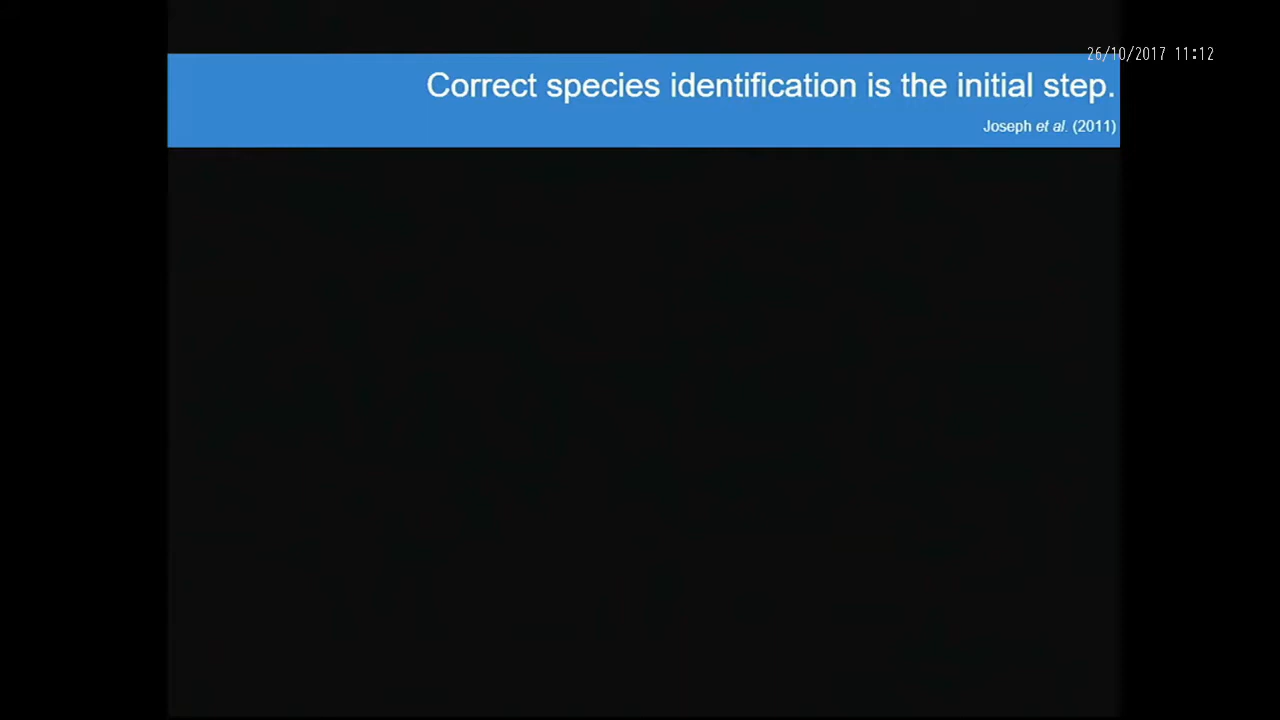 26/10/2017 11:12
Correct species identification is the initial step.
Joseph et al. (2011)